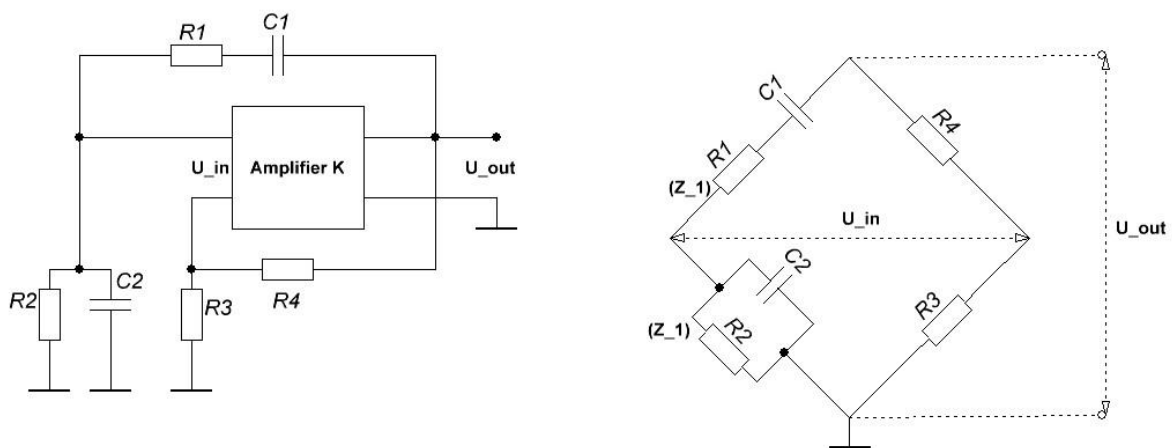 R1
C1
U_in
Amplifier K
U_out
R2
C2
R3
R4
C1
R1
(Z_1)
R4
U_in
U_out
C2
(Z_1)
R2
R3